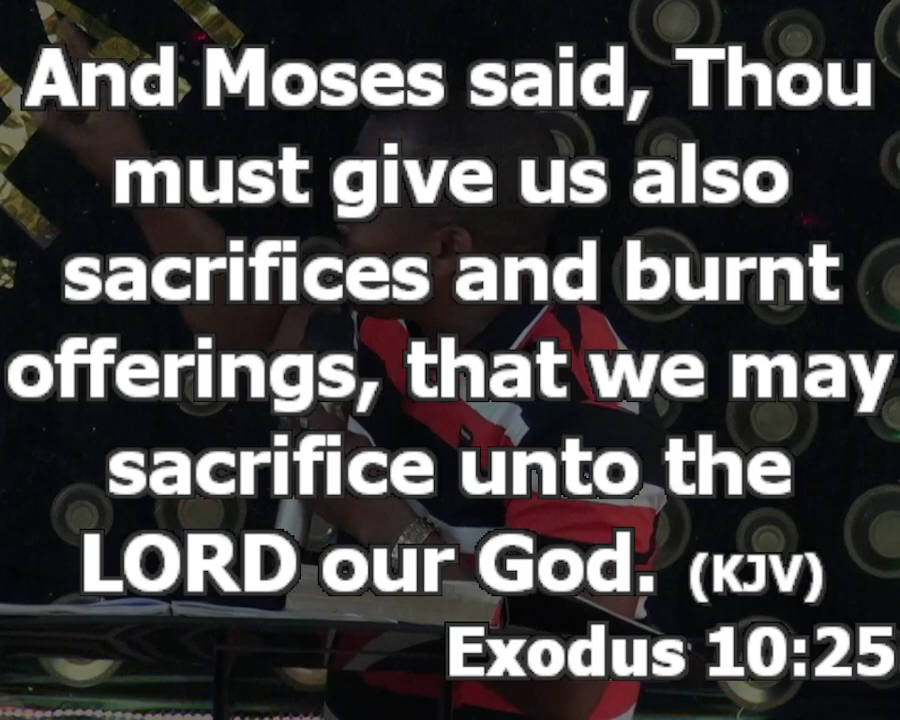 And Moses said, Thou
must give us also
sacrifices and burnt
offerings, that we may
sacrifice unto the
LORD our God. (KJV)
Exodus 10:25